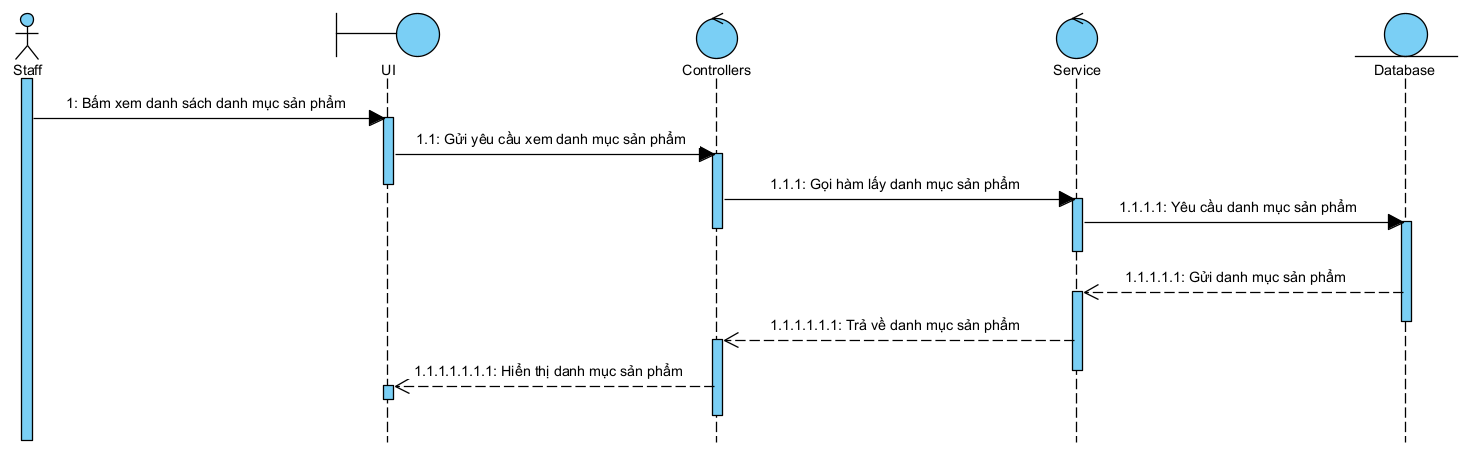 Staff
UI
Controllers
Service
Database
1: Bấm xem danh sách danh mục sản phẩm
1.1: Gửi yêu cầu xem danh mục sản phẩm
1.1.1: Gọi hàm lấy danh mục sản phẩm
1.1.1.1: Yêu cầu danh mục sản phẩm
1.1.1.1.1: Gửi danh mục sản phẩm
1.1.1.1.1.1: Trả về danh mục sản phẩm
1.1.1.1.1.1.1: Hiển thị danh mục sản phẩm